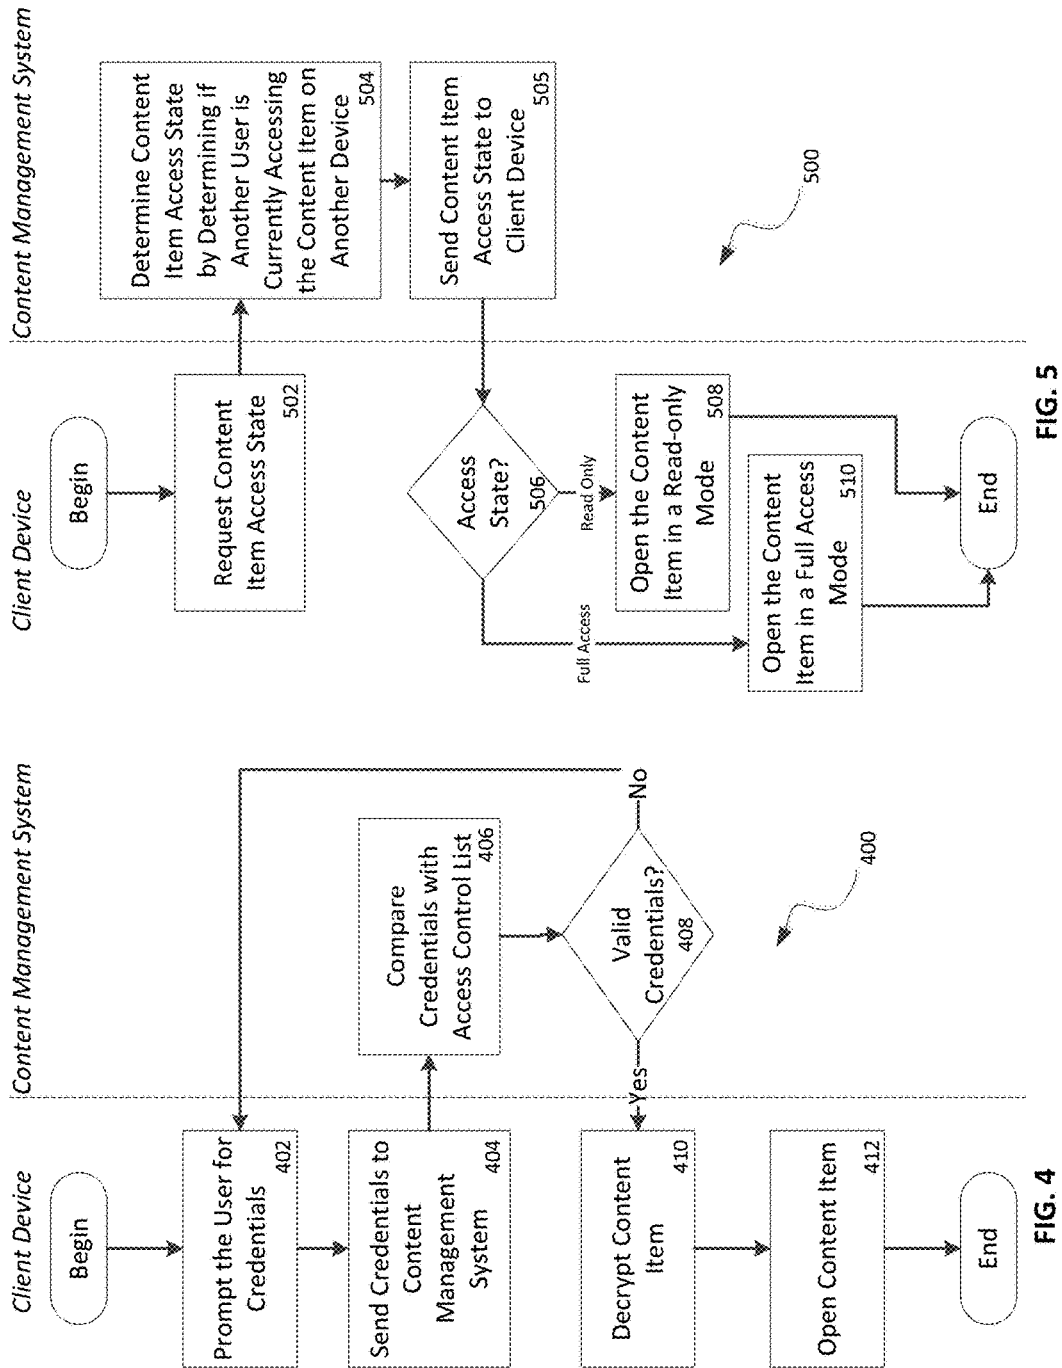 Client Device
Content Management System
Begin
Prompt the User for
Credentials
402
Send Credentials to
Content
Management
System
404
Compare
Credentials with
Access Control List
406
Valid
Credentials?
408
No
Yes
Decrypt Content
Item
410
Open Content Item
412
End
400
FIG. 4
Client Device
Content Management System
Begin
Request Content
Item Access State
502
Determine Content
Item Access State
by Determining if
Another User is
Currently Accessing
the Content Item on
Another Device
504
Send Content Item
Access State to
Client Device
505
Access
State?
506
Read Only
Full Access
Open the Content
Item in a Read-only
Mode
508
Open the Content
Item in a Full Access
Mode
510
End
500
FIG. 5